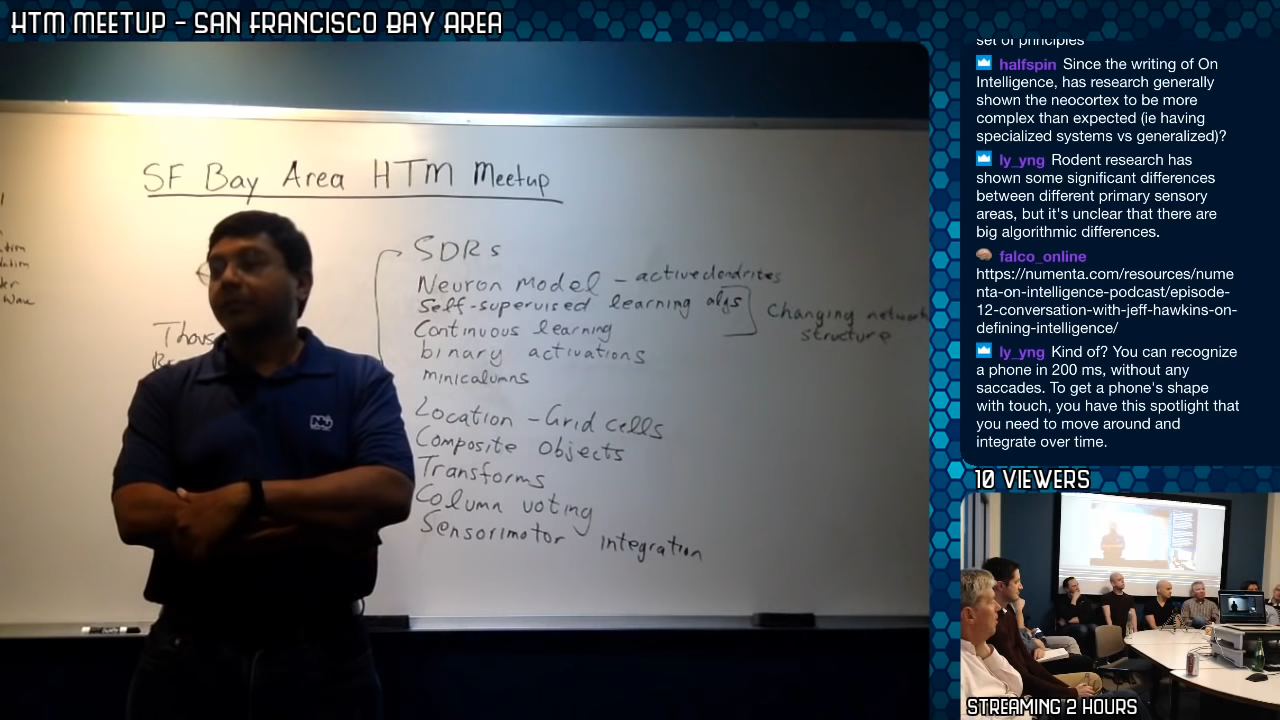 HTM MEETUP - SAN FRANCISCO BAY AREA
SF Bay Area HTM Meetup
SDRs
Neuron Model - active dendrites
Self-supervised learning algs
Changing network
structure
Continuous learning
binary activations
minicalumns
Location - Grid cells
Composite Objects
Transforms
Column voting
Sensorimotor integration
Thous
set of principles
halfspin Since the writing of On
Intelligence, has research generally
shown the neocortex to be more
complex than expected (ie having
specialized systems vs generalized)?
ly_yng Rodent research has
shown some significant differences
between different primary sensory
areas, but it's unclear that there are
big algorithmic differences.
falco_online
https://numenta.com/resources/nume
nta-on-intelligence-podcast/episode-
12-conversation-with-jeff-hawkins-on-
defining-intelligence/
ly_yng Kind of? You can recognize
a phone in 200 ms, without any
saccades. To get a phone's shape
with touch, you have this spotlight that
you need to move around and
integrate over time.
10 VIEWERS
STREAMING 2 HOURS